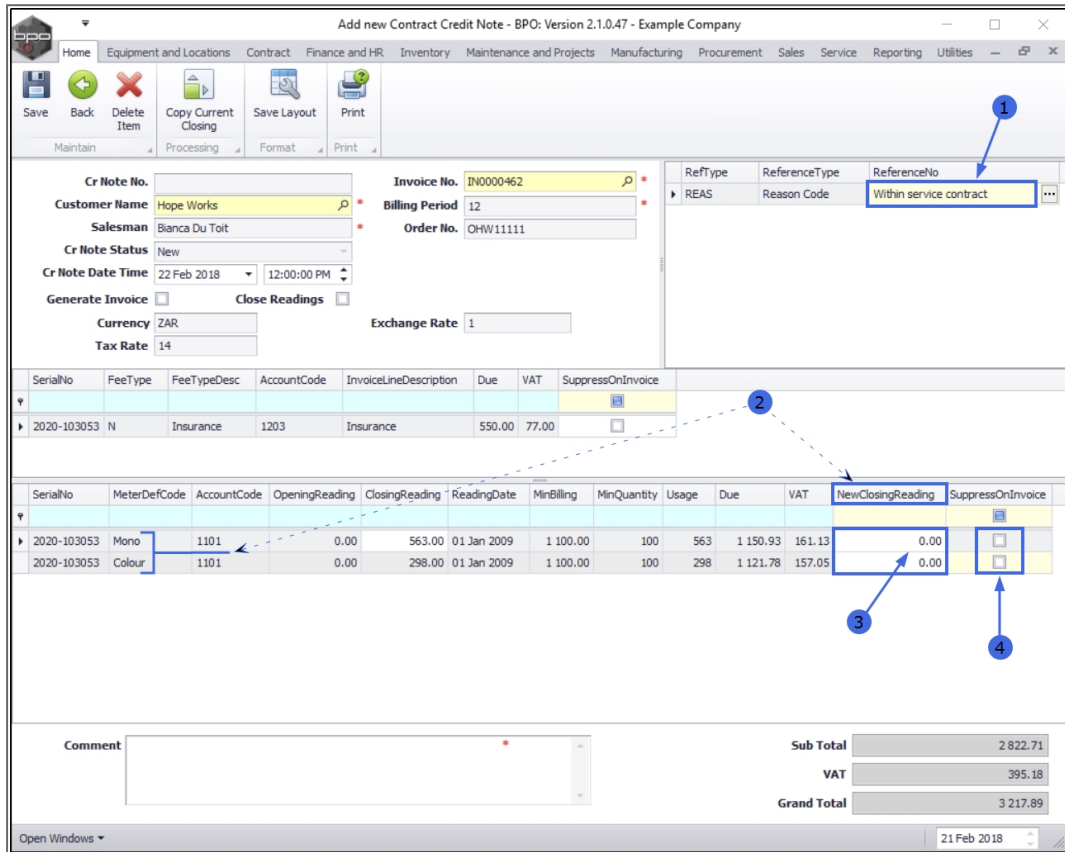 Add new Contract Credit Note - BPO: Version 2.1.0.47 - Example Company
bpo
Home Equipment and Locations Contract Finance and HR Inventory Maintenance and Projects Manufacturing Procurement Sales Service Reporting Utilities
Save Back Delete Item Copy Current Closing Save Layout Print
Maintain Processing Format Print
1
Cr Note No. Invoice No. IN0000462 *
Customer Name Hope Works * Billing Period 12 *
Salesman Bianca Du Toit * Order No. OHW11111
Cr Note Status New
Cr Note Date Time 22 Feb 2018 12:00:00 PM
Generate Invoice Close Readings
Currency ZAR Exchange Rate 1
Tax Rate 14
RefType ReferenceType ReferenceNo
REAS Reason Code Within service contract ...
SerialNo FeeType FeeTypeDesc AccountCode InvoiceLineDescription Due VAT SuppressOnInvoice
2020-103053 N Insurance 1203 Insurance 550.00 77.00
2
SerialNo MeterDefCode AccountCode OpeningReading ClosingReading ReadingDate MinBilling MinQuantity Usage Due VAT NewClosingReading SuppressOnInvoice
2020-103053 Mono 1101 0.00 563.00 01 Jan 2009 1 100.00 100 563 1 150.93 161.13 0.00
2020-103053 Colour 1101 0.00 298.00 01 Jan 2009 1 100.00 100 298 1 121.78 157.05 0.00
3
4
Comment *
Sub Total 2 822.71
VAT 395.18
Grand Total 3 217.89
Open Windows 21 Feb 2018